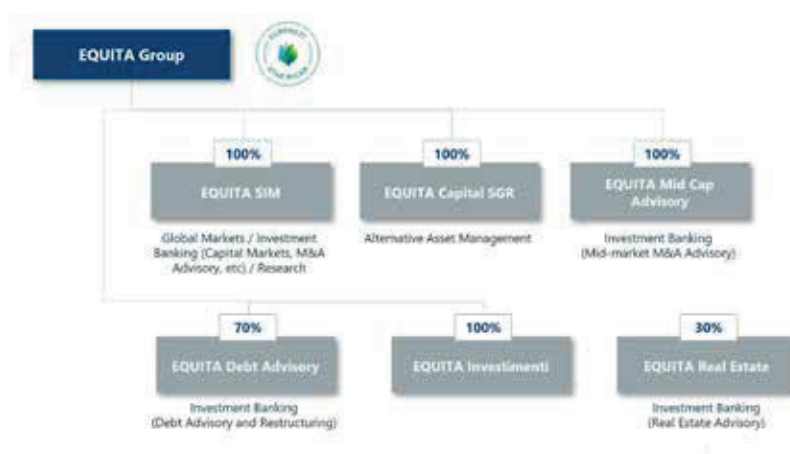 EQUITA Group
100%
EQUITA SIM
Global Markets / Investment
Banking (Capital Markets, M&A
Advisory, etc) / Research
100%
EQUITA Capital SGR
Alternative Asset Management
100%
EQUITA Mid Cap
Advisory
Investment Banking
(Mid-market M&A Advisory)
70%
EQUITA Debt Advisory
Investment Banking
(Debt Advisory and Restructuring)
100%
EQUITA Investimenti
30%
EQUITA Real Estate
Investment Banking
(Real Estate Advisory)